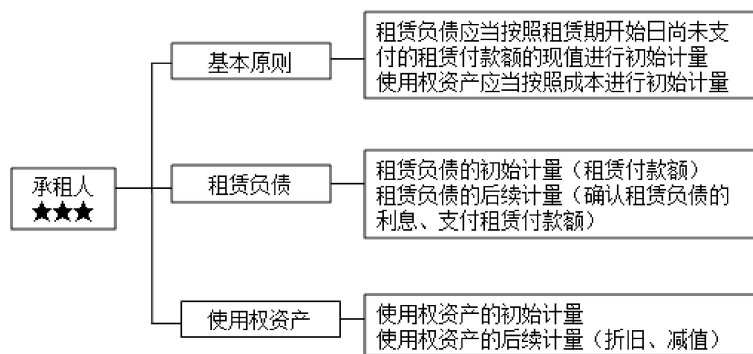 承租人
★★★
基本原则
租赁负债应当按照租赁期开始日尚未支
付的租赁付款额的现值进行初始计量
使用权资产应当按照成本进行初始计量
租赁负债
租赁负债的初始计量（租赁付款额）
租赁负债的后续计量（确认租赁负债的
利息、支付租赁付款额）
使用权资产
使用权资产的初始计量
使用权资产的后续计量（折旧、减值）